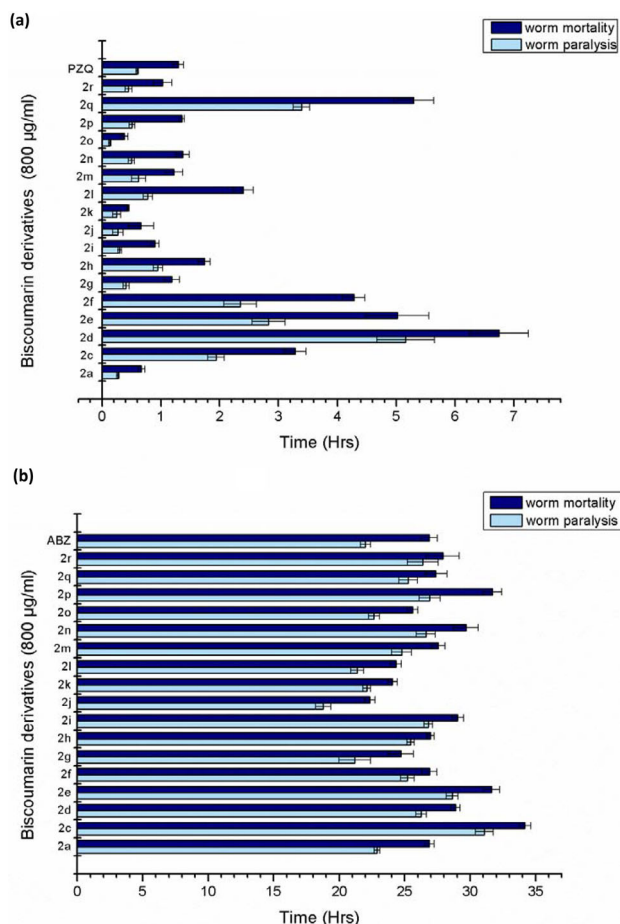 (a)
worm mortality
worm paralysis
PZQ
2r
2q
2p
2o
2n
2m
2l
2k
2j
2i
2h
2g
2f
2e
2d
2c
2a
Biscoumarin derivatives (800 µg/ml)
0 1 2 3 4 5 6 7
Time (Hrs)
(b)
worm mortality
worm paralysis
ABZ
2r
2q
2p
2o
2n
2m
2l
2k
2j
2i
2h
2g
2f
2e
2d
2c
2a
Biscoumarin derivatives (800 µg/ml)
0 5 10 15 20 25 30 35
Time (Hrs)